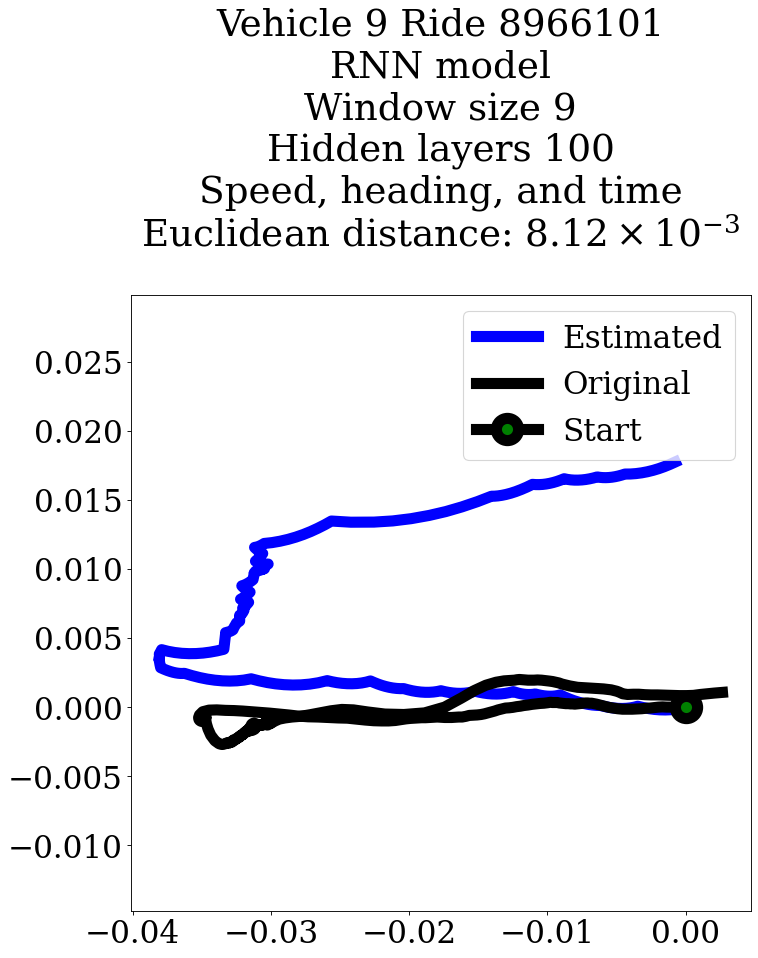 Vehicle 9 Ride 8966101
RNN model
Window size 9
Hidden layers 100
Speed, heading, and time
Euclidean distance: 8.12 × 10⁻³
Estimated
Original
Start
0.025
0.020
0.015
0.010
0.005
0.000
−0.005
−0.010
−0.04 −0.03 −0.02 −0.01 0.00